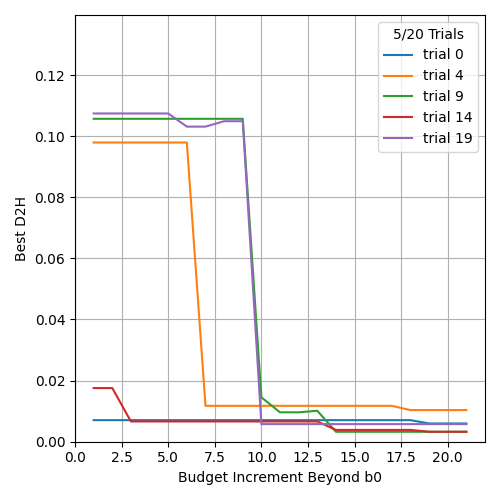 5/20 Trials
trial 0
trial 4
trial 9
trial 14
trial 19
Best D2H
0.12
0.10
0.08
0.06
0.04
0.02
0.00
0.0 2.5 5.0 7.5 10.0 12.5 15.0 17.5 20.0
Budget Increment Beyond b0